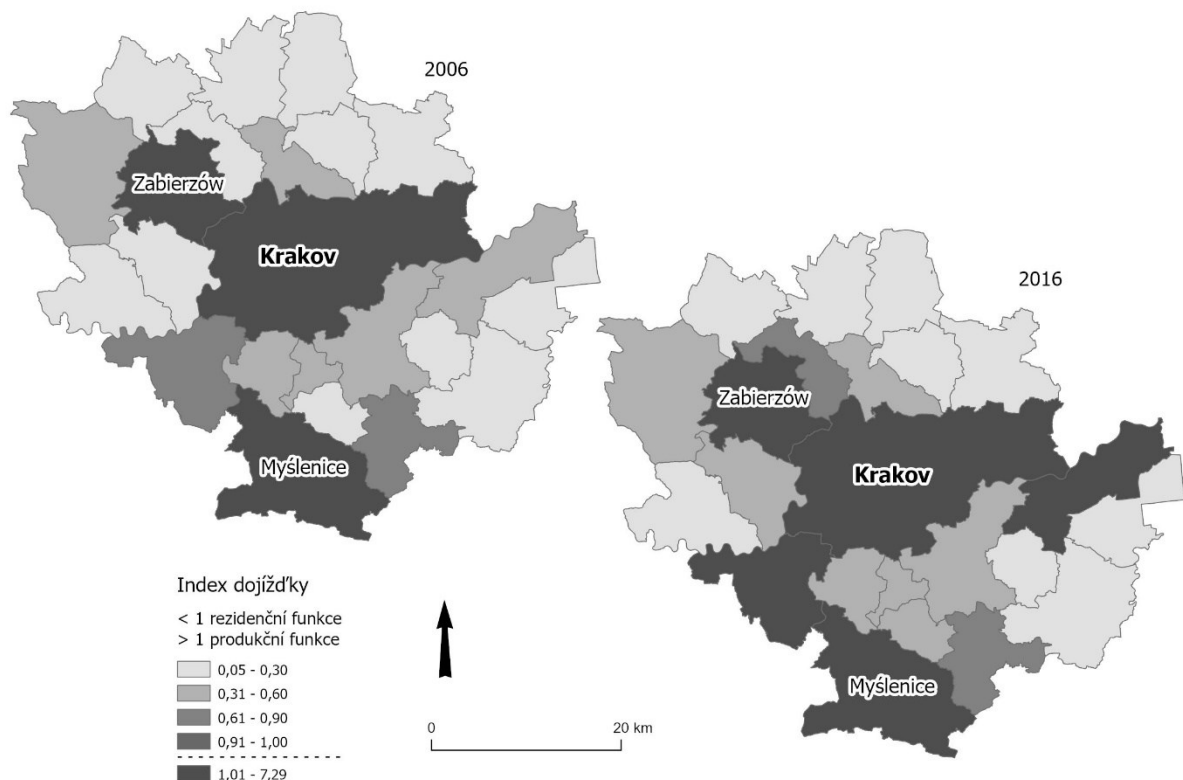 2006
Zabierzów
Krakov
Myślenice
2016
Zabierzów
Krakov
Myślenice
Index dojížďky
< 1 rezidenční funkce
> 1 produkční funkce
0,05 - 0,30
0,31 - 0,60
0,61 - 0,90
0,91 - 1,00
1,01 - 7,29
0 20 km